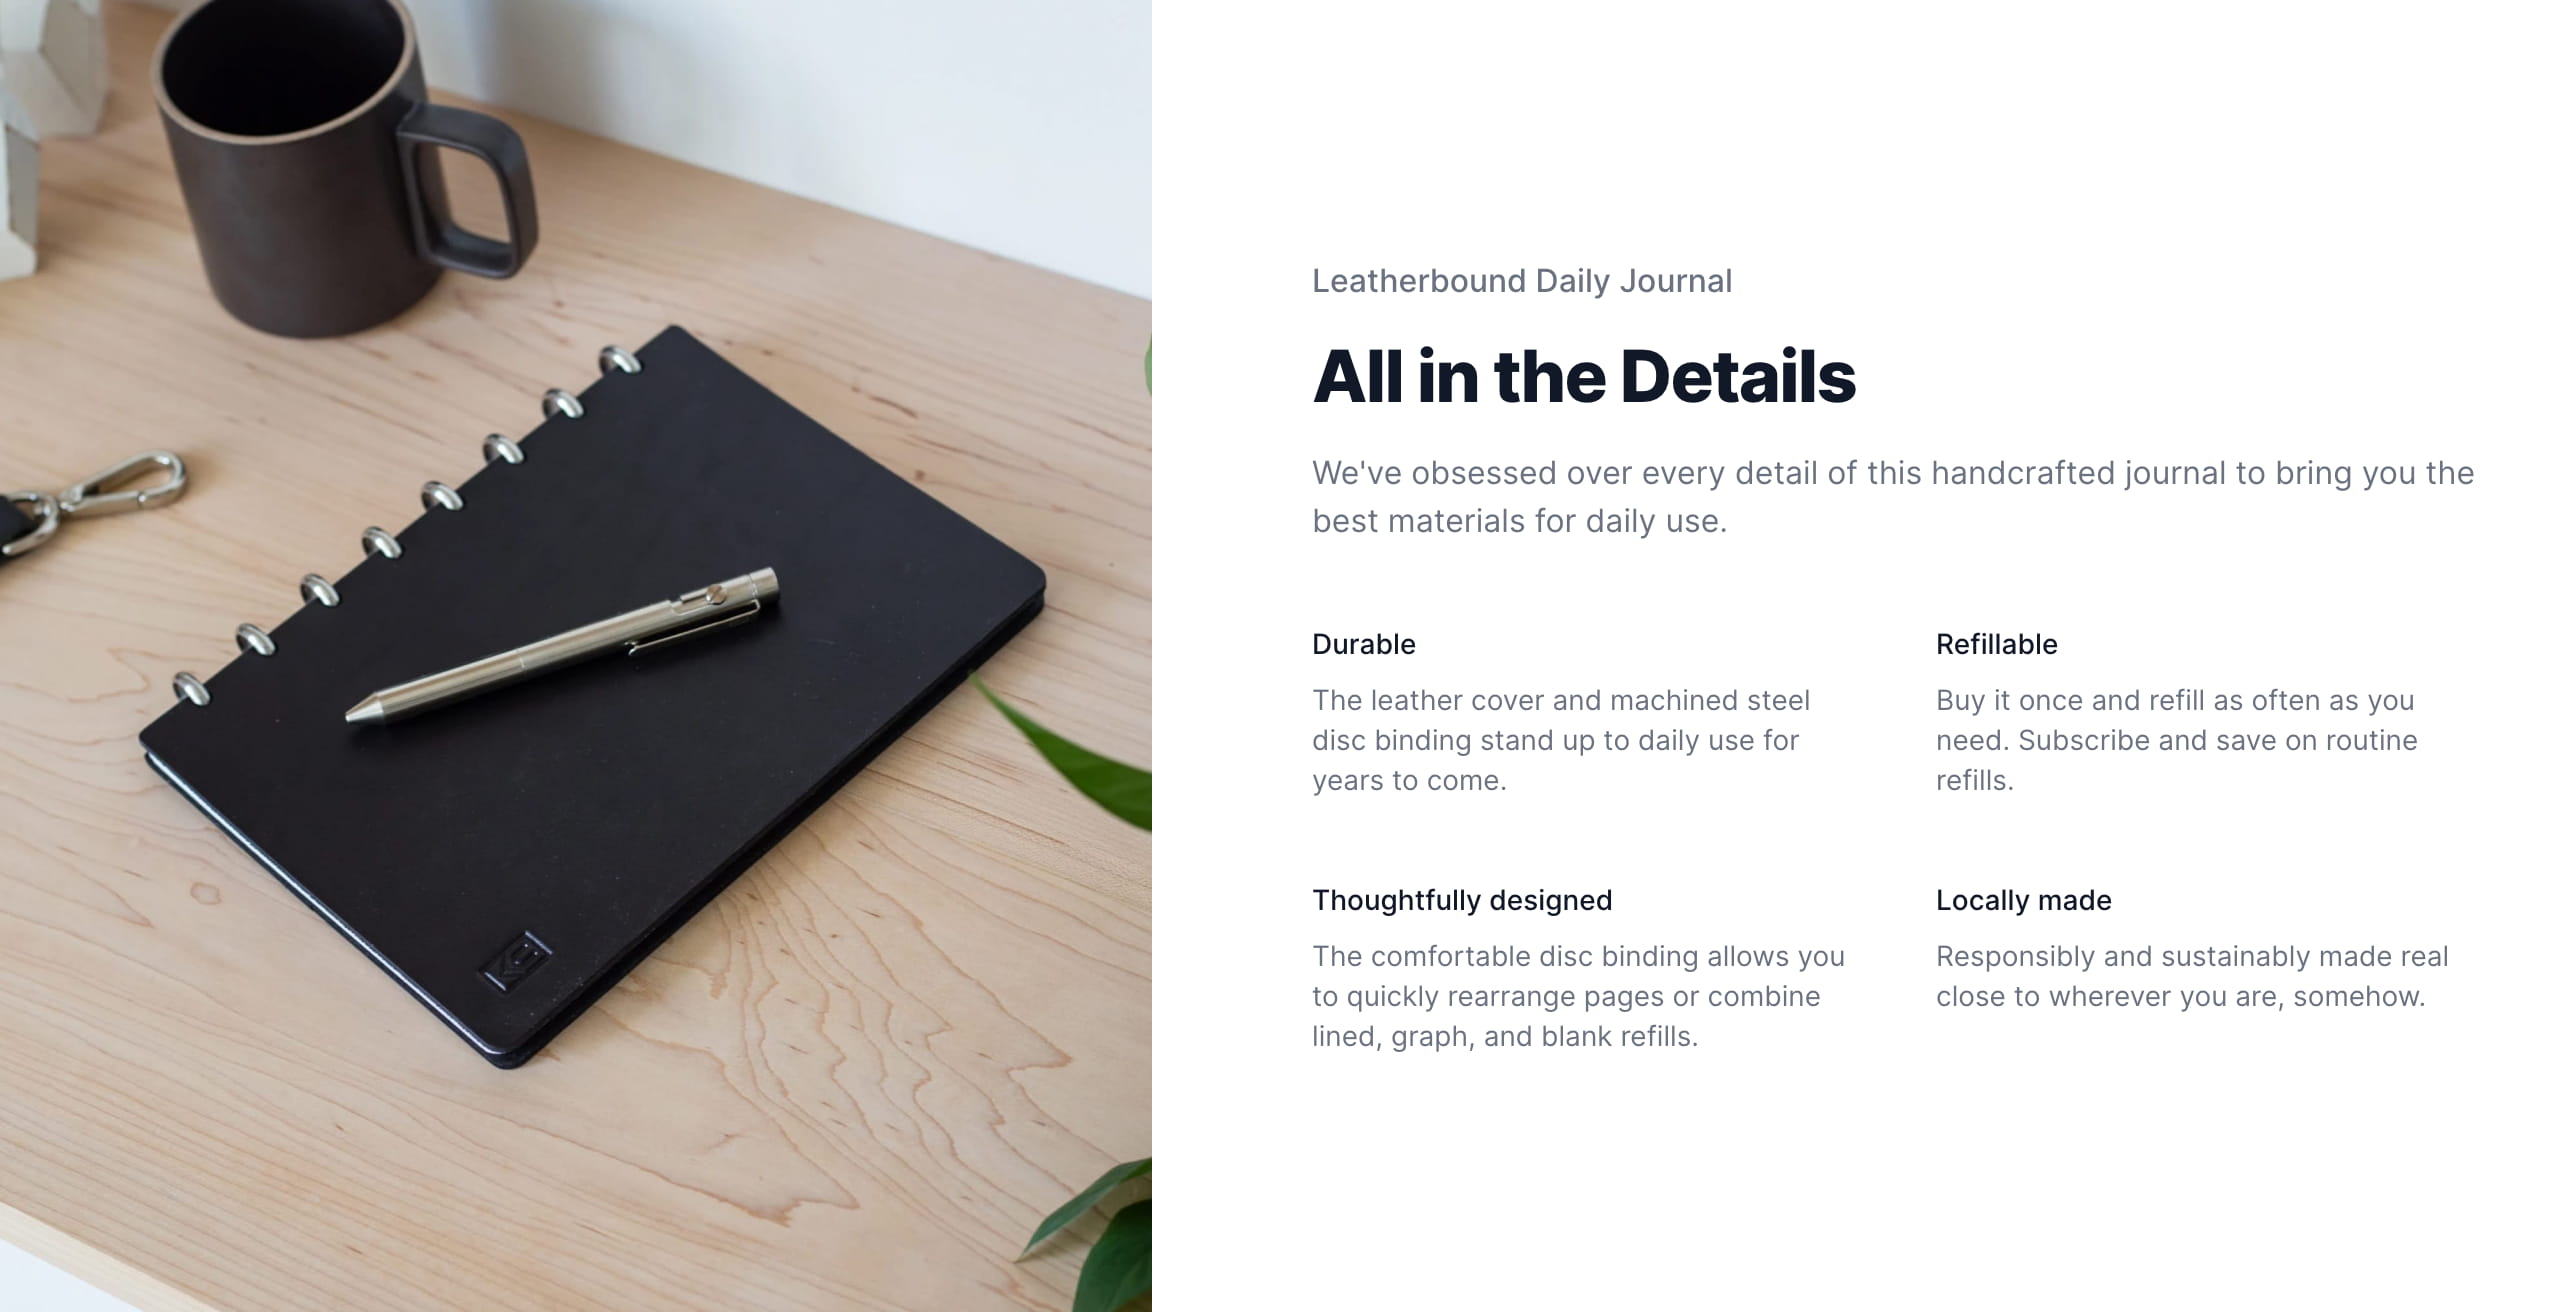 Leatherbound Daily Journal
All in the Details
We've obsessed over every detail of this handcrafted journal to bring you the
best materials for daily use.
Durable
The leather cover and machined steel
disc binding stand up to daily use for
years to come.
Refillable
Buy it once and refill as often as you
need. Subscribe and save on routine
refills.
Thoughtfully designed
The comfortable disc binding allows you
to quickly rearrange pages or combine
lined, graph, and blank refills.
Locally made
Responsibly and sustainably made real
close to wherever you are, somehow.